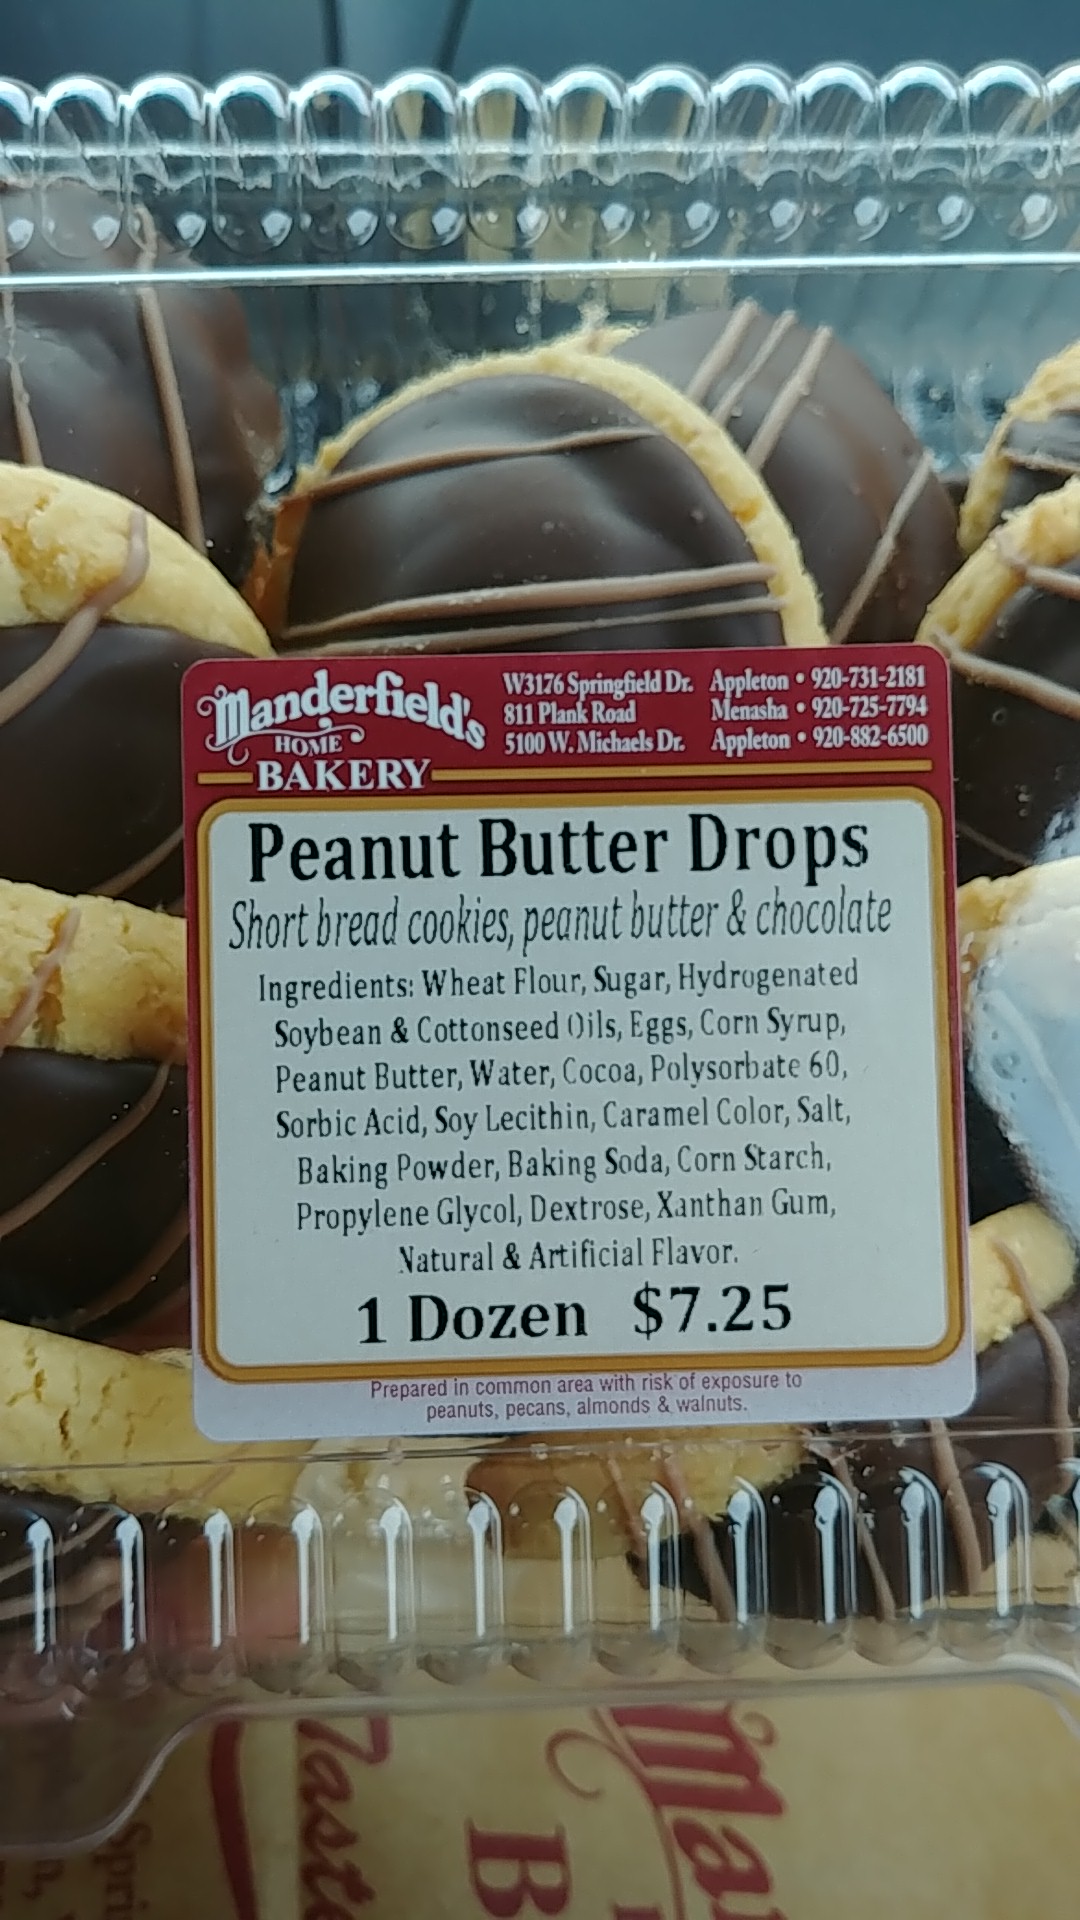 Manderfield's
HOME
BAKERY
W3176 Springfield Dr. Appleton • 920-731-2181
811 Plank Road Menasha • 920-725-7794
5100 W. Michaels Dr. Appleton • 920-882-6500
Peanut Butter Drops
Short bread cookies, peanut butter & chocolate
Ingredients: Wheat Flour, Sugar, Hydrogenated
Soybean & Cottonseed Oils, Eggs, Corn Syrup,
Peanut Butter, Water, Cocoa, Polysorbate 60,
Sorbic Acid, Soy Lecithin, Caramel Color, Salt,
Baking Powder, Baking Soda, Corn Starch,
Propylene Glycol, Dextrose, Xanthan Gum,
Natural & Artificial Flavor.
1 Dozen $7.25
Prepared in common area with risk of exposure to
peanuts, pecans, almonds & walnuts.
Man
B
Taste
Spri